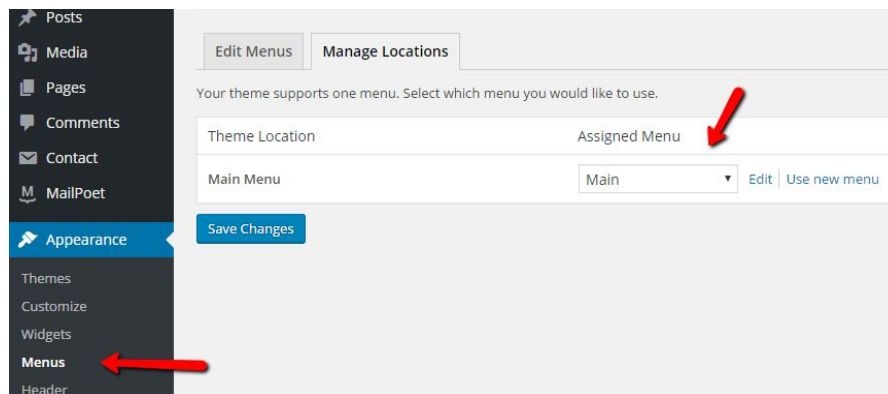 Posts
Media
Pages
Comments
Contact
MailPoet
Appearance
Themes
Customize
Widgets
Menus
Header
Edit Menus
Manage Locations
Your theme supports one menu. Select which menu you would like to use.
Theme Location Assigned Menu
Main Menu Main Edit Use new menu
Save Changes